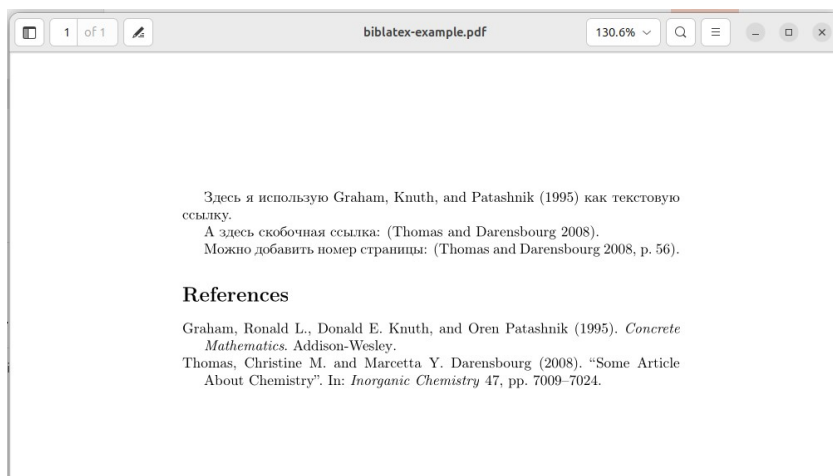 1 of 1
biblatex-example.pdf
130.6%
Здесь я использую Graham, Knuth, and Patashnik (1995) как текстовую
ссылку.
А здесь скобочная ссылка: (Thomas and Darensbourg 2008).
Можно добавить номер страницы: (Thomas and Darensbourg 2008, p. 56).
References
Graham, Ronald L., Donald E. Knuth, and Oren Patashnik (1995). Concrete
Mathematics. Addison-Wesley.
Thomas, Christine M. and Marcetta Y. Darensbourg (2008). “Some Article
About Chemistry”. In: Inorganic Chemistry 47, pp. 7009–7024.